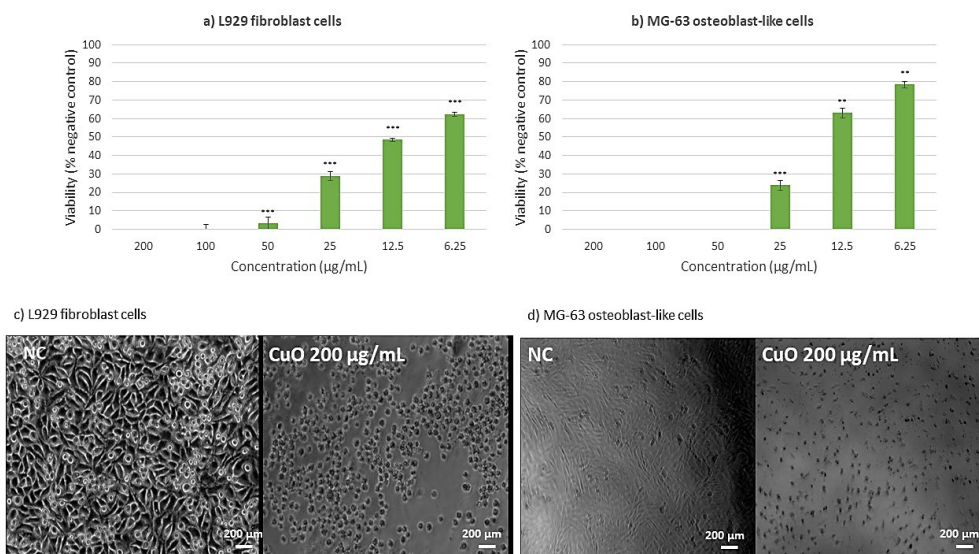 a) L929 fibroblast cells
Viability (% negative control)
100
90
80
70
60
50
40
30
20
10
0
***
***
***
***
200 100 50 25 12.5 6.25
Concentration (µg/mL)
b) MG-63 osteoblast-like cells
Viability (% negative control)
100
90
80
70
60
50
40
30
20
10
0
***
**
**
200 100 50 25 12.5 6.25
Concentration (µg/mL)
c) L929 fibroblast cells
NC
200 µm
CuO 200 µg/mL
200 µm
d) MG-63 osteoblast-like cells
NC
200 µm
CuO 200 µg/mL
200 µm